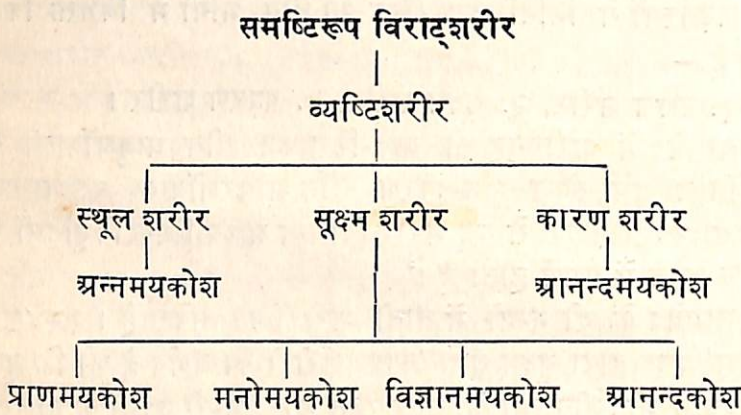 समष्टिरूप विराट्शरीर
व्यष्टिशरीर
स्थूल शरीर सूक्ष्म शरीर कारण शरीर
अन्नमयकोश आनन्दमयकोश
प्राणमयकोश मनोमयकोश विज्ञानमयकोश आनन्दकोश